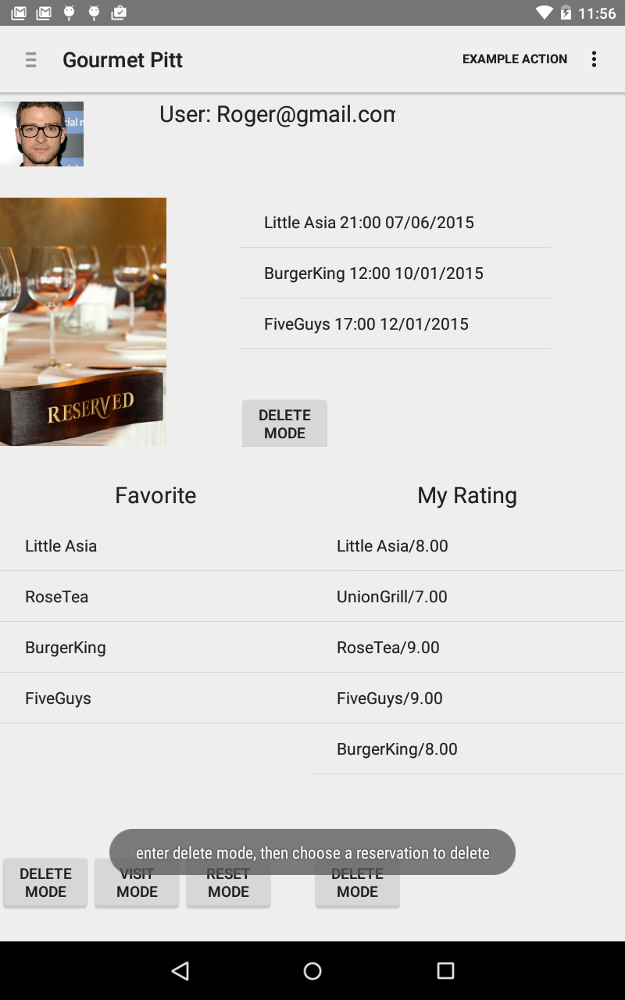 11:56
Gourmet Pitt
EXAMPLE ACTION
User: Roger@gmail.com
Little Asia 21:00 07/06/2015
BurgerKing 12:00 10/01/2015
FiveGuys 17:00 12/01/2015
RESERVED
DELETE
MODE
Favorite
My Rating
Little Asia
Little Asia/8.00
RoseTea
UnionGrill/7.00
BurgerKing
RoseTea/9.00
FiveGuys
FiveGuys/9.00
BurgerKing/8.00
enter delete mode, then choose a reservation to delete
DELETE
MODE
VISIT
MODE
RESET
MODE
DELETE
MODE